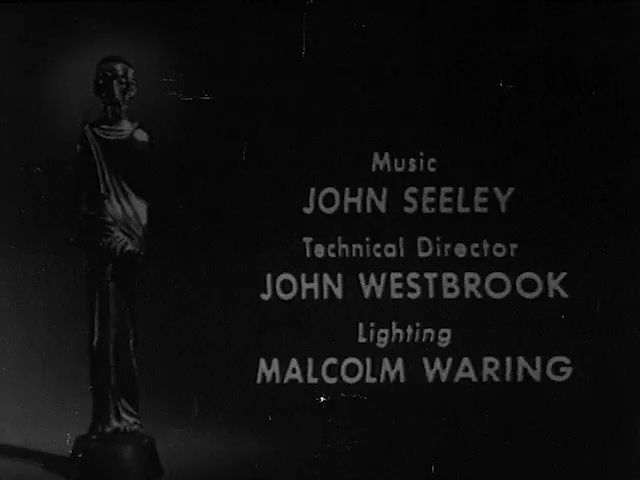 Music
JOHN SEELEY
Technical Director
JOHN WESTBROOK
Lighting
MALCOLM WARING